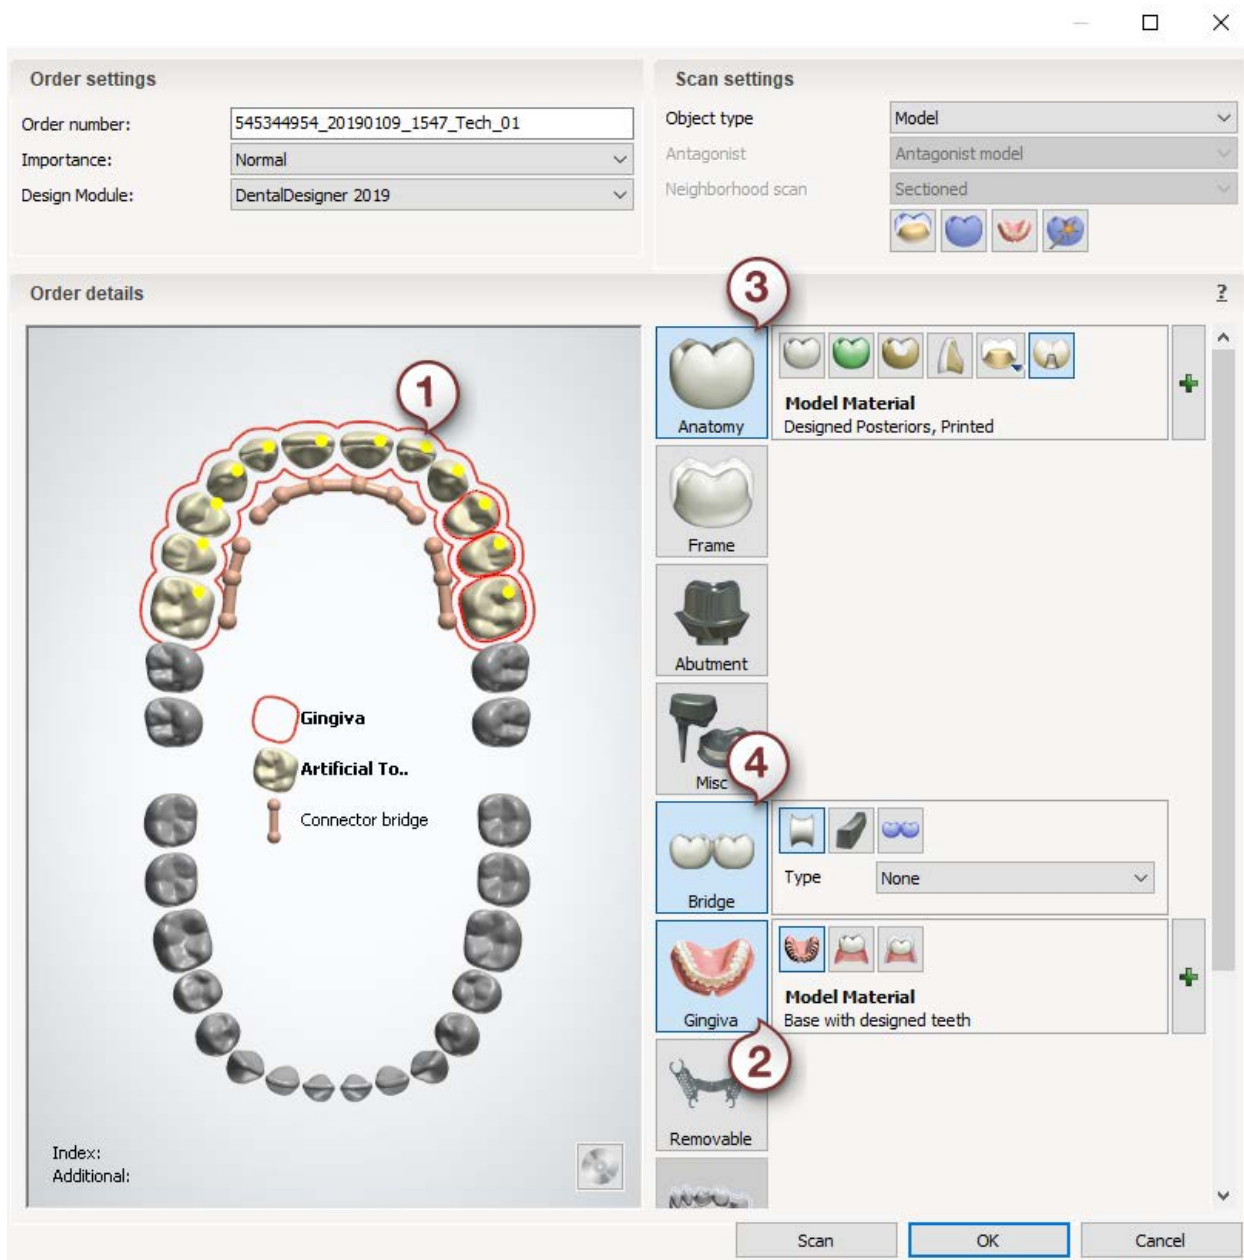 Order settings
Order number:
545344954_20190109_1547_Tech_01
Importance:
Normal
Design Module:
DentalDesigner 2019
Scan settings
Object type
Model
Antagonist
Antagonist model
Neighborhood scan
Sectioned
Order details
?
1
Gingiva
Artificial To..
Connector bridge
Index:
Additional:
3
Anatomy
Model Material
Designed Posteriors, Printed
Frame
Abutment
Misc
4
Bridge
Type
None
Gingiva
Model Material
Base with designed teeth
2
Removable
Scan
OK
Cancel